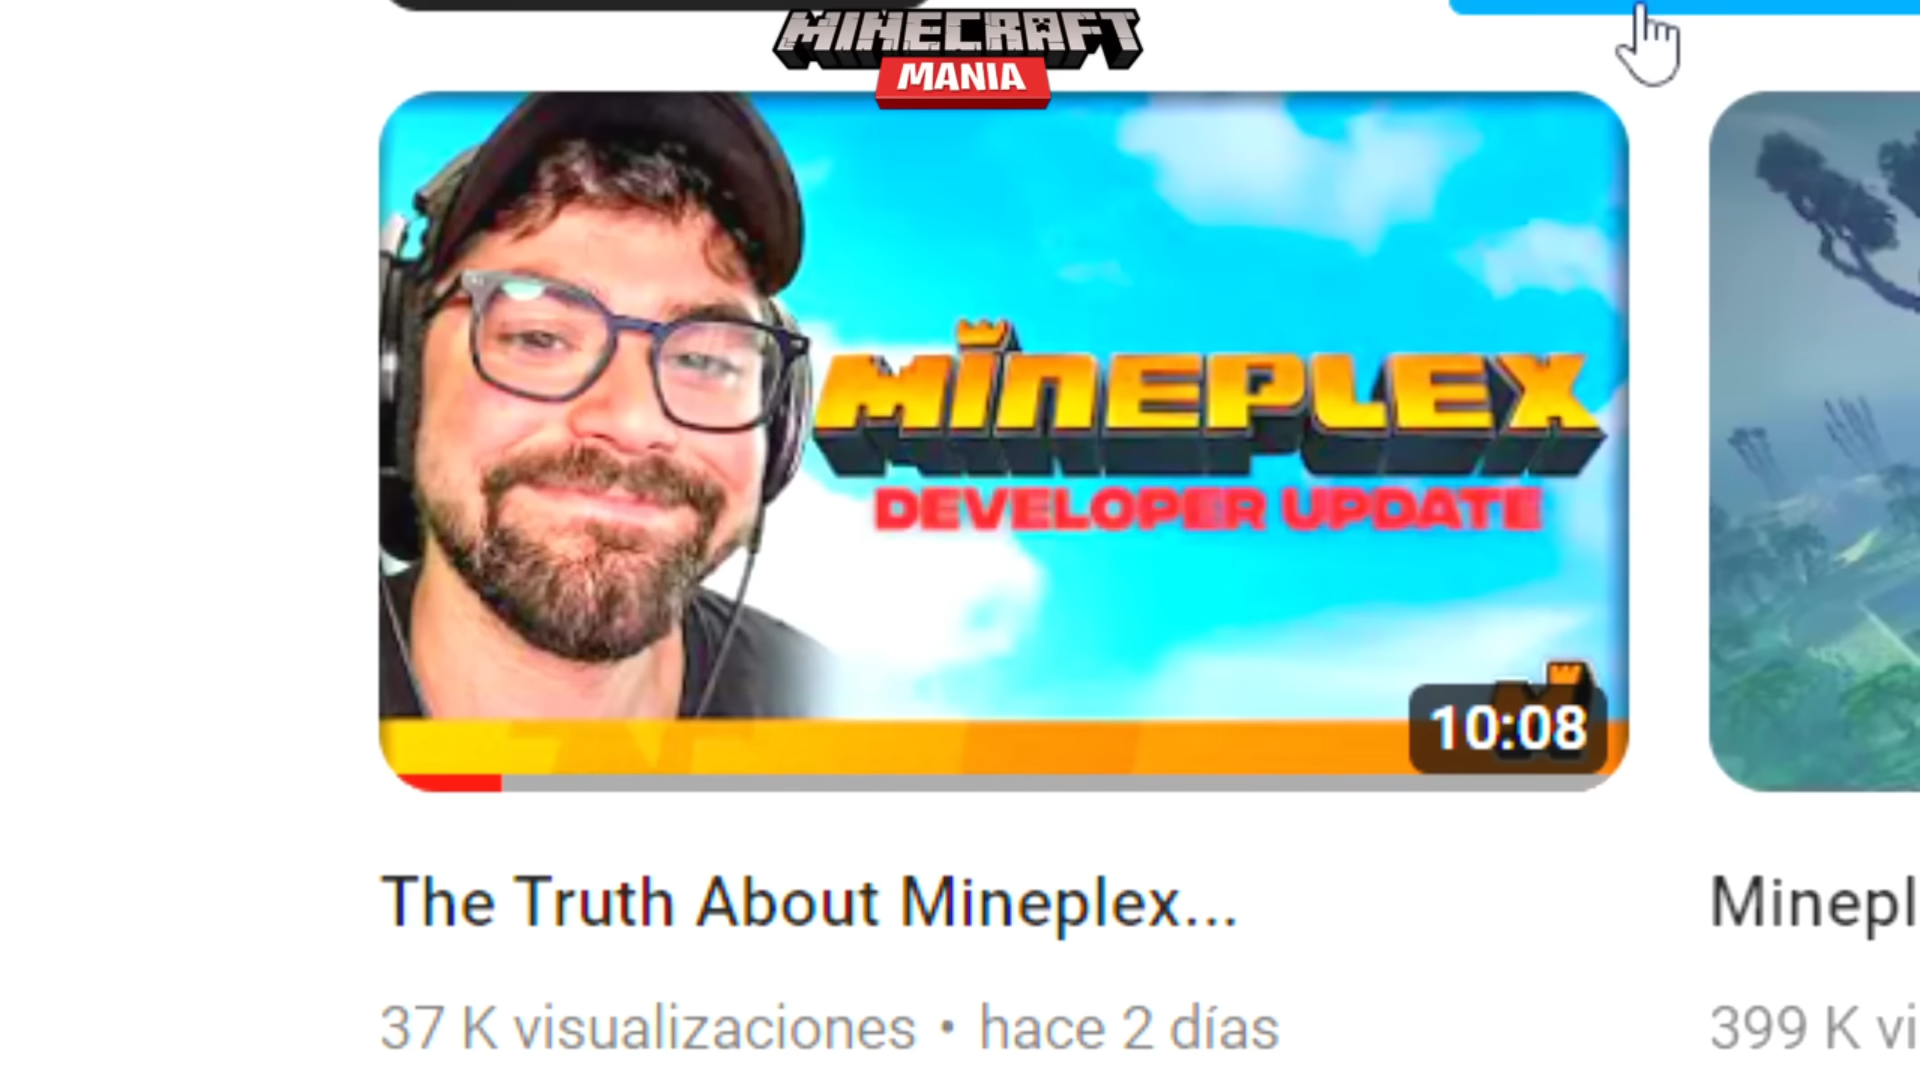 MINECRAFT
MANIA
MINEPLEX
DEVELOPER UPDATE
10:08
The Truth About Mineplex...
Minepl
37 K visualizaciones • hace 2 días
399 K vi